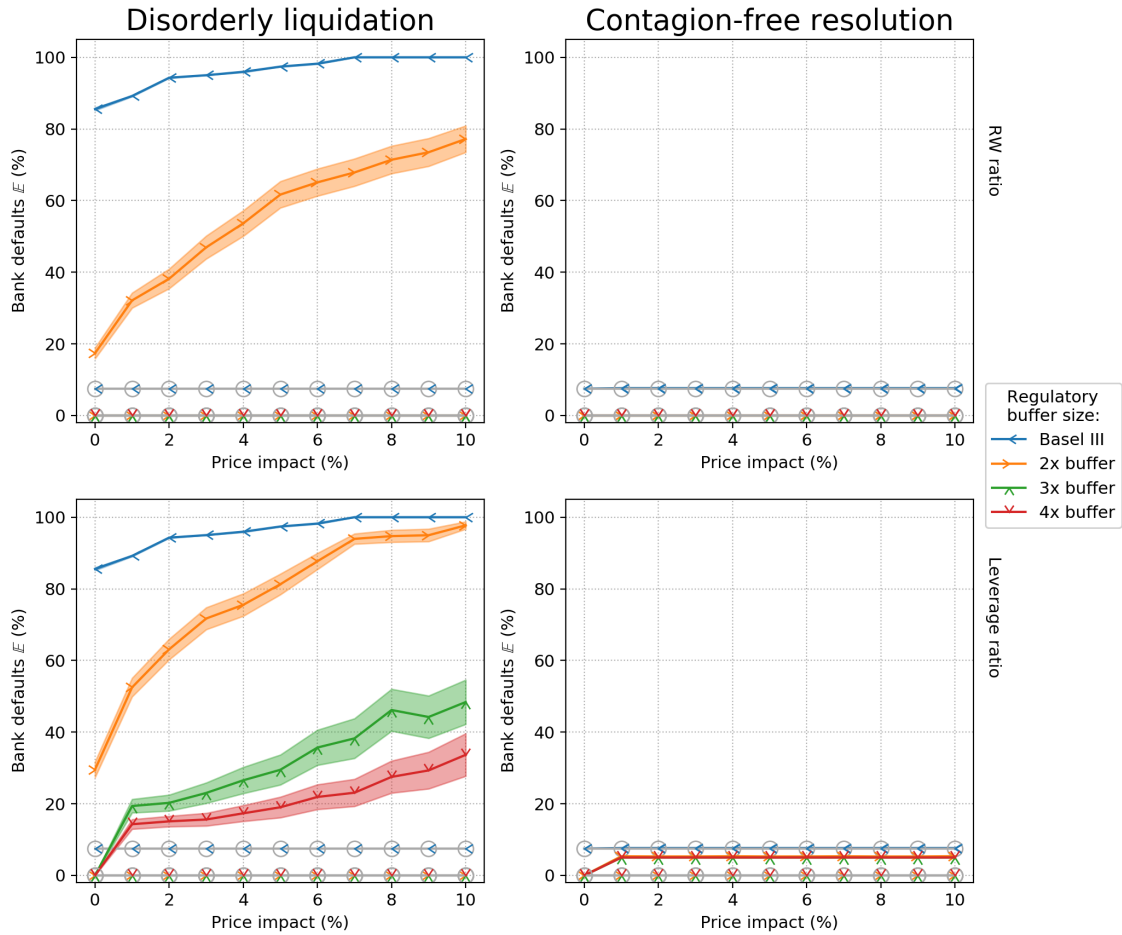 Disorderly liquidation
Contagion-free resolution
100
80
60
40
20
0
Bank defaults 𝔼 (%)
0 2 4 6 8 10
Price impact (%)
100
80
60
40
20
0
Bank defaults 𝔼 (%)
0 2 4 6 8 10
Price impact (%)
RW ratio
Regulatory
buffer size:
Basel III
2x buffer
3x buffer
4x buffer
100
80
60
40
20
0
Bank defaults 𝔼 (%)
0 2 4 6 8 10
Price impact (%)
100
80
60
40
20
0
Bank defaults 𝔼 (%)
0 2 4 6 8 10
Price impact (%)
Leverage ratio